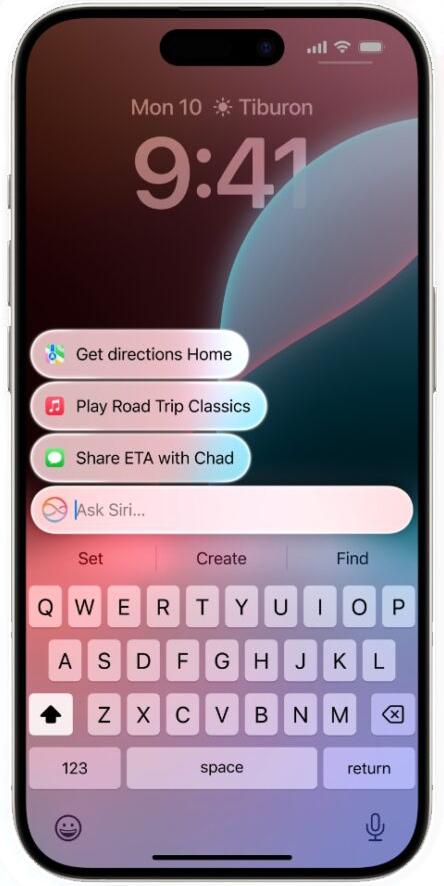 Mon 10 Tiburon
9:41
Get directions Home
Play Road Trip Classics
Share ETA with Chad
Ask Siri...
Set Create Find
Q W E R T Y U I O P
A S D F G H J K L
Z X C V B N M
123 space return